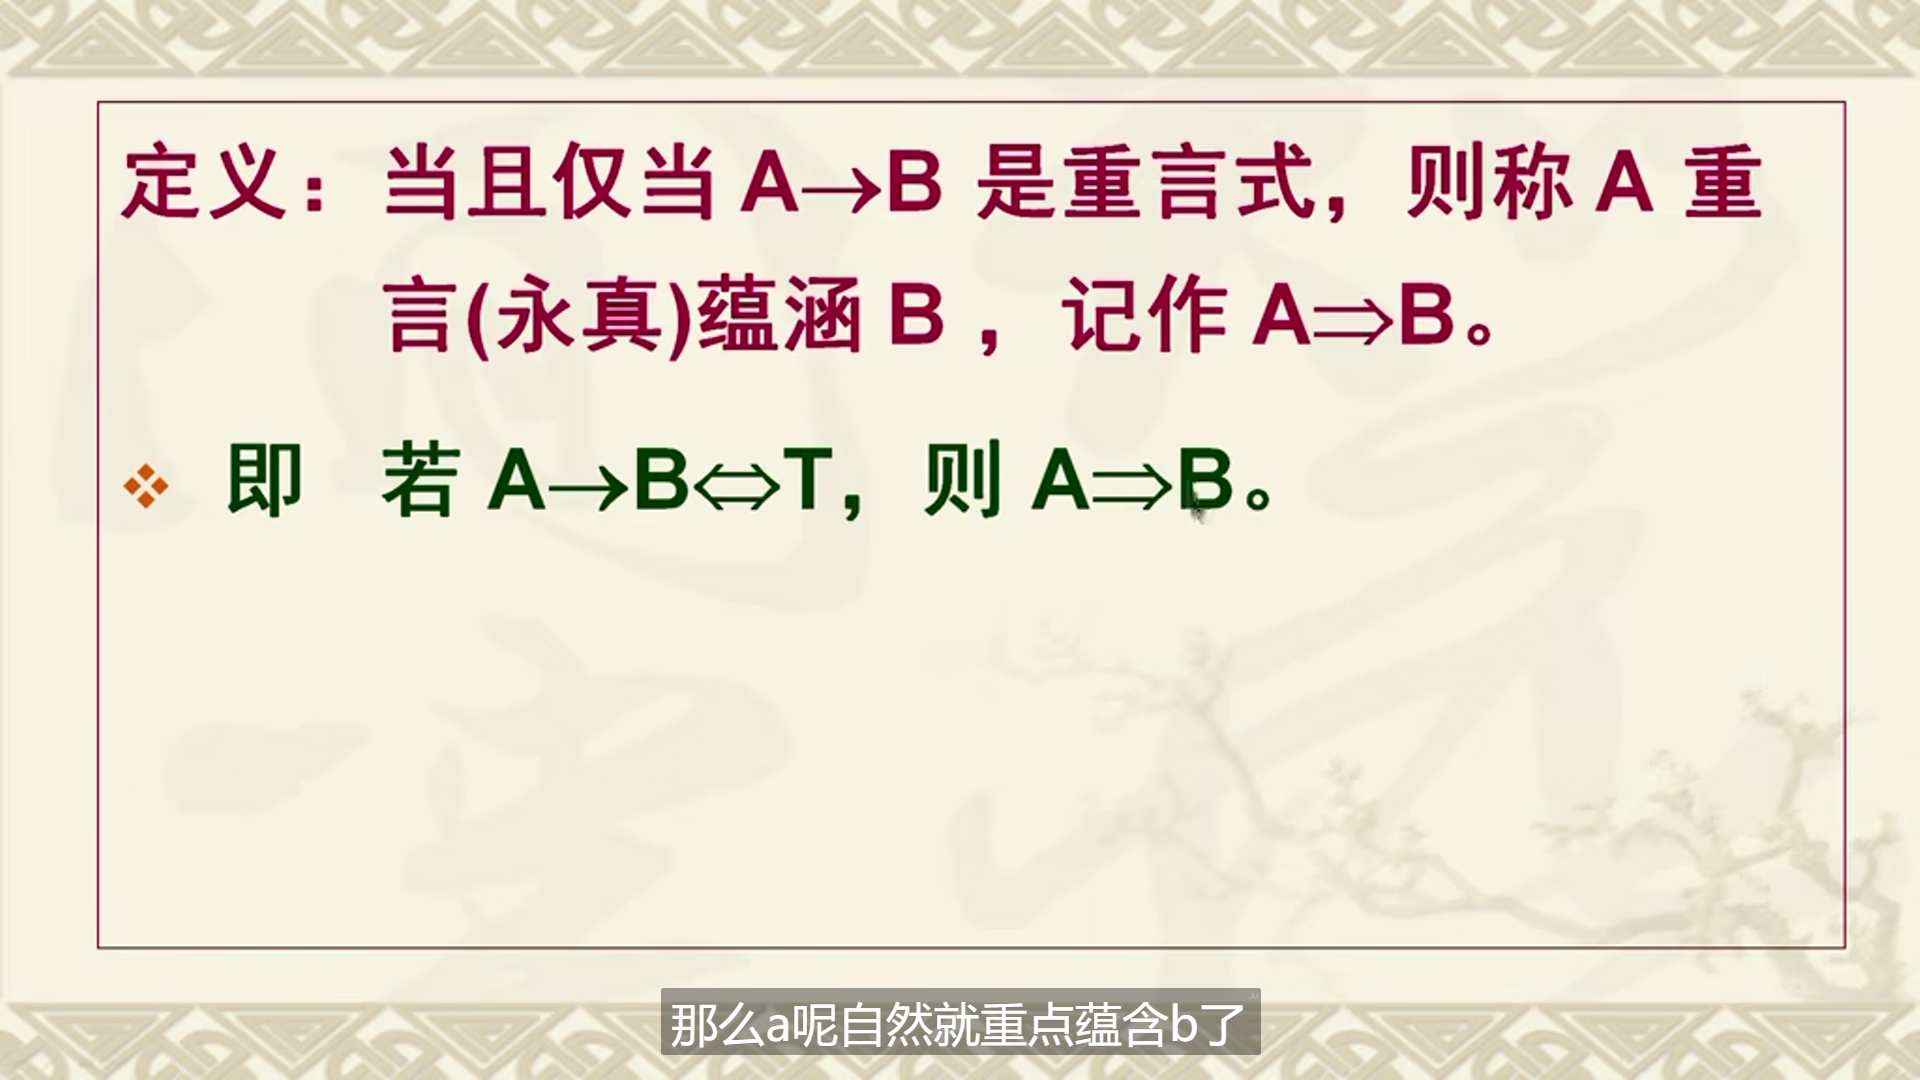 定义：当且仅当 A→B 是重言式，则称 A 重
言(永真)蕴涵 B ，记作 A⇒B。
❖ 即 若 A→B⇔T，则 A⇒B。
那么a呢自然就重点蕴含b了
AI